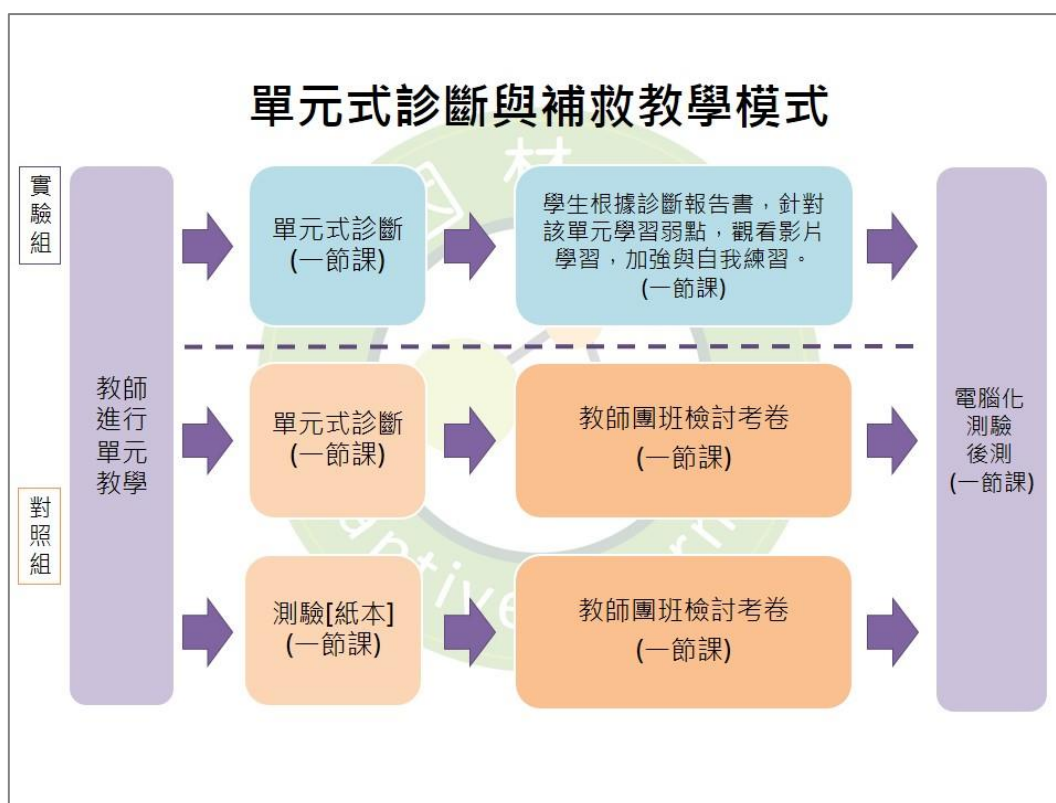 單元式診斷與補救教學模式
實
驗
組
對
照
組
教師
進行
單元
教學
單元式診斷
(一節課)
學生根據診斷報告書，針對
該單元學習弱點，觀看影片
學習，加強與自我練習。
(一節課)
單元式診斷
(一節課)
教師團班檢討考卷
(一節課)
測驗[紙本]
(一節課)
教師團班檢討考卷
(一節課)
電腦化
測驗
後測
(一節課)
因材
aptive